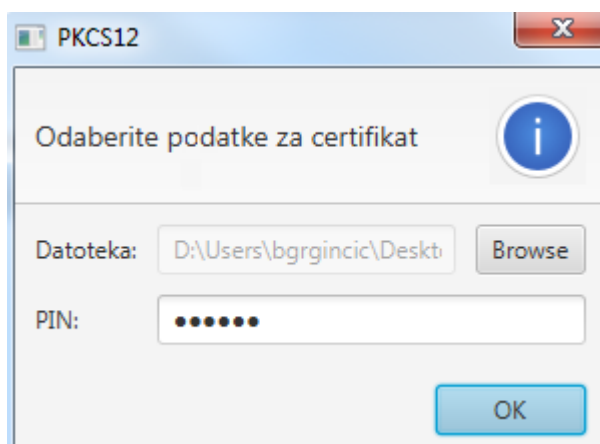 PKCS12
Odaberite podatke za certifikat
Datoteka: D:\Users\bgrgincic\Deskt Browse
PIN: ●●●●●●
OK